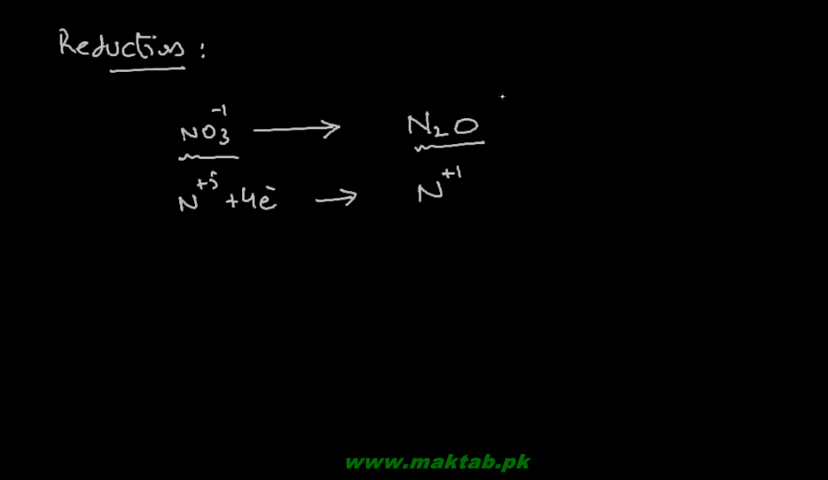 Reduction :
NO3 -1 ⟶ N2O
N+5 +4e- → N+1
www.maktab.pk